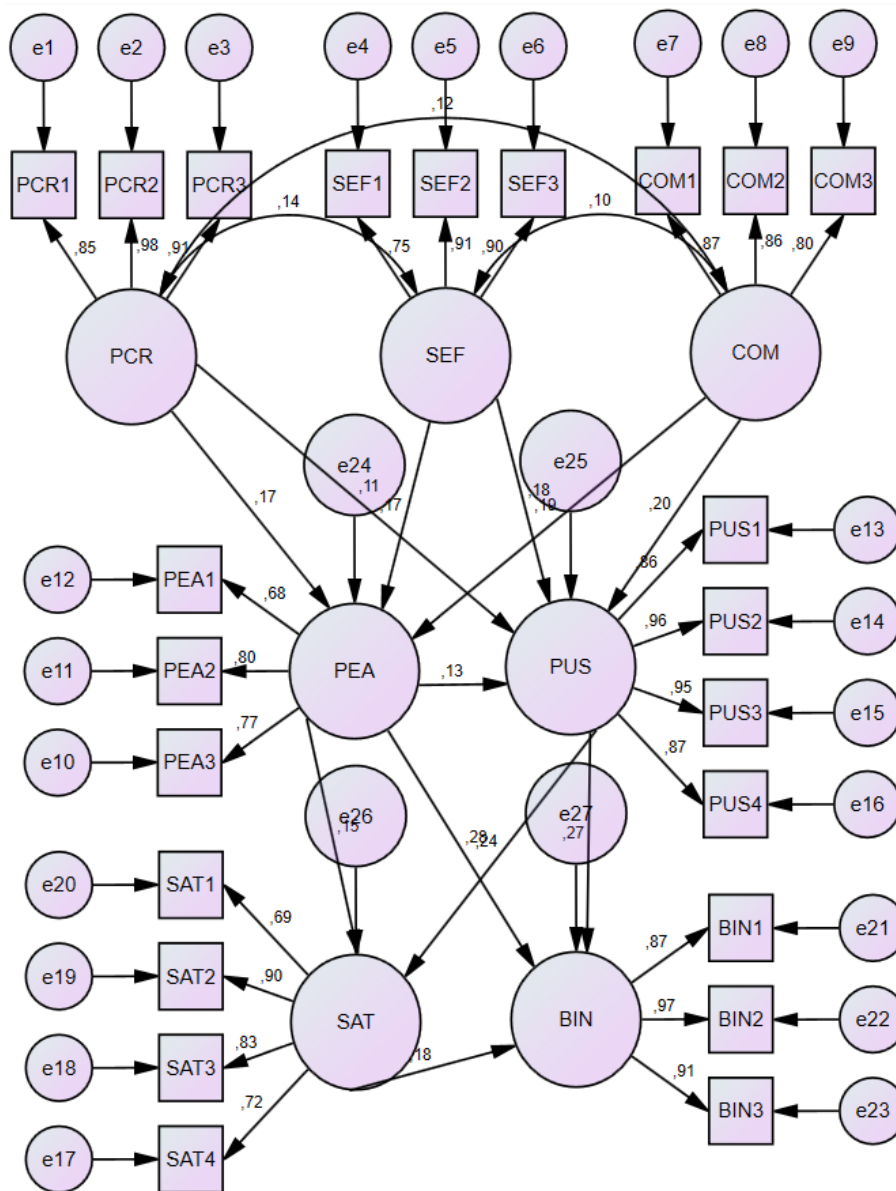 e1 e2 e3 e4 e5 e6 e7 e8 e9
,12
PCR1 PCR2 PCR3 SEF1 SEF2 SEF3 COM1 COM2 COM3
,14 ,10
,85 ,98 ,91 ,75 ,91 ,90 ,87 ,86 ,80
PCR SEF COM
e24 e25
,11 ,17 ,18 ,19
,17 ,20
PUS1 e13
e12 PEA1 ,86
,68 ,96 PUS2 e14
e11 PEA2 ,80 PEA ,13 PUS
,95 PUS3 e15
e10 PEA3 ,77 ,87
PUS4 e16
e26 e27
,15 ,28 ,24 ,27
e20 SAT1
,69 ,87 BIN1 e21
e19 SAT2 ,90
SAT BIN ,97 BIN2 e22
e18 SAT3 ,83 ,18
,72 ,91 BIN3 e23
e17 SAT4